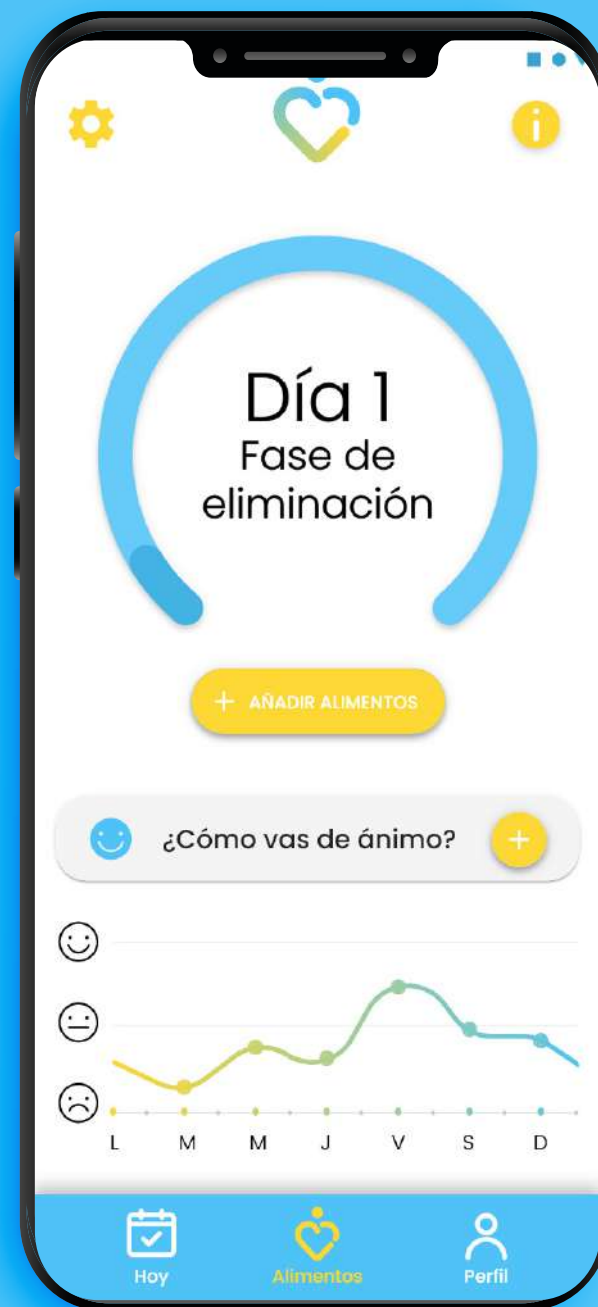 Día 1
Fase de
eliminación
+ AÑADIR ALIMENTOS
¿Cómo vas de ánimo?
L M M J V S D
Hoy Alimentos Perfil